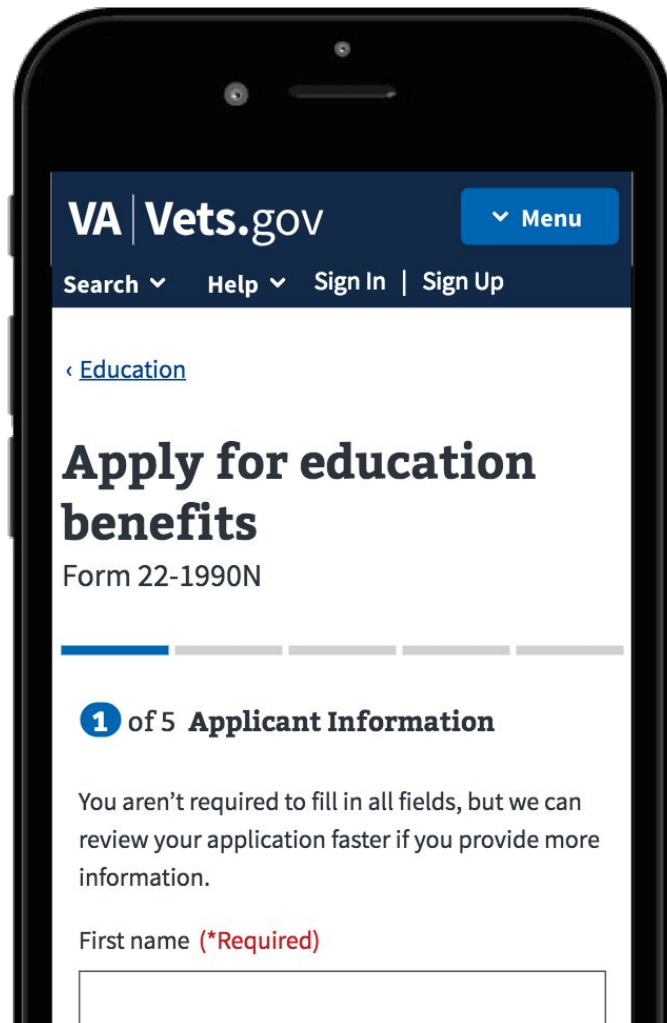 VA | Vets.gov
Menu
Search Help Sign In | Sign Up
‹ Education
Apply for education
benefits
Form 22-1990N
1 of 5 Applicant Information
You aren’t required to fill in all fields, but we can
review your application faster if you provide more
information.
First name (*Required)